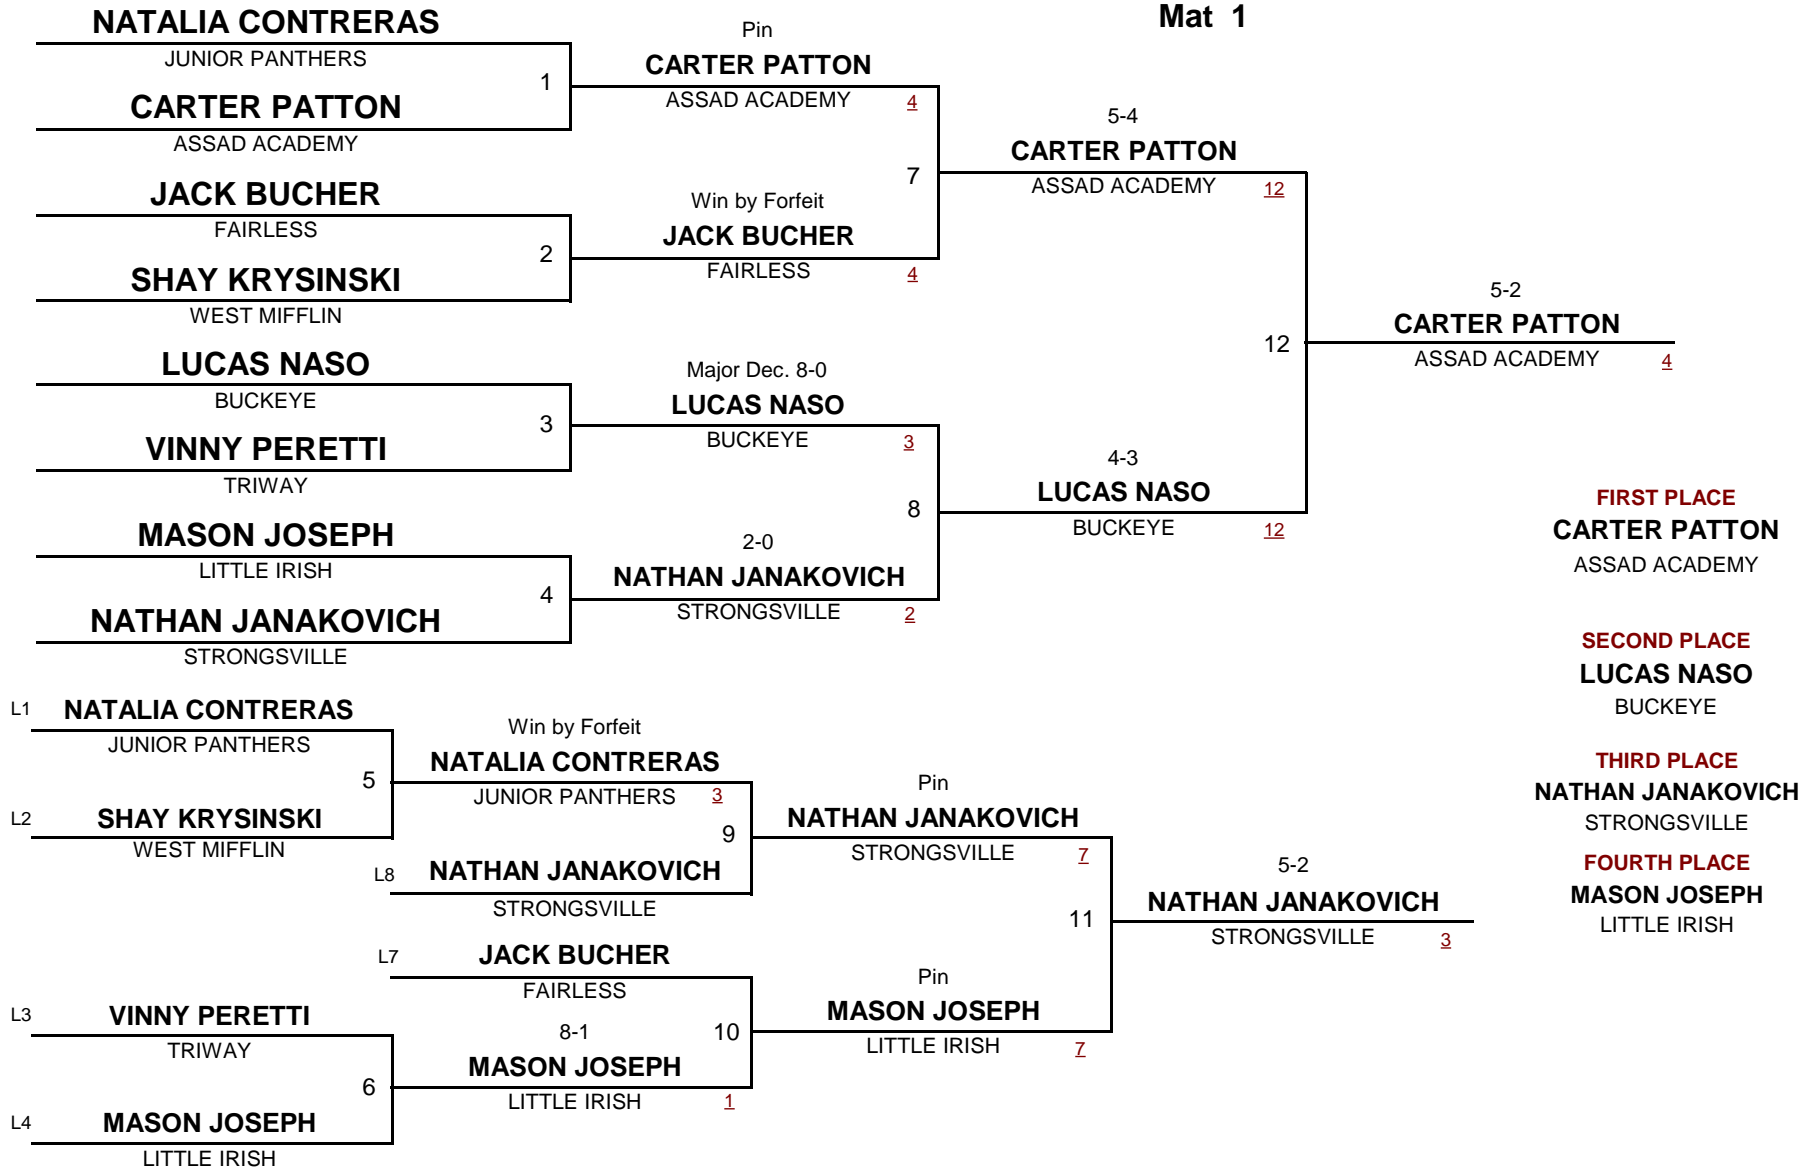 Mat 1
NATALIA CONTRERAS
JUNIOR PANTHERS
1
CARTER PATTON
ASSAD ACADEMY
JACK BUCHER
FAIRLESS
2
SHAY KRYSINSKI
WEST MIFFLIN
LUCAS NASO
BUCKEYE
3
VINNY PERETTI
TRIWAY
MASON JOSEPH
LITTLE IRISH
4
NATHAN JANAKOVICH
STRONGSVILLE
Pin
CARTER PATTON
ASSAD ACADEMY 4
7
Win by Forfeit
JACK BUCHER
FAIRLESS 4
Major Dec. 8-0
LUCAS NASO
BUCKEYE 3
8
2-0
NATHAN JANAKOVICH
STRONGSVILLE 2
5-4
CARTER PATTON
ASSAD ACADEMY 12
12
4-3
LUCAS NASO
BUCKEYE 12
5-2
CARTER PATTON
ASSAD ACADEMY 4
FIRST PLACE
CARTER PATTON
ASSAD ACADEMY
SECOND PLACE
LUCAS NASO
BUCKEYE
THIRD PLACE
NATHAN JANAKOVICH
STRONGSVILLE
FOURTH PLACE
MASON JOSEPH
LITTLE IRISH
L1 NATALIA CONTRERAS
JUNIOR PANTHERS
5
L2 SHAY KRYSINSKI
WEST MIFFLIN
L3 VINNY PERETTI
TRIWAY
6
L4 MASON JOSEPH
LITTLE IRISH
Win by Forfeit
NATALIA CONTRERAS
JUNIOR PANTHERS 3
9
L8 NATHAN JANAKOVICH
STRONGSVILLE
L7 JACK BUCHER
FAIRLESS
10
8-1
MASON JOSEPH
LITTLE IRISH 1
Pin
NATHAN JANAKOVICH
STRONGSVILLE 7
11
Pin
MASON JOSEPH
LITTLE IRISH 7
5-2
NATHAN JANAKOVICH
STRONGSVILLE 3